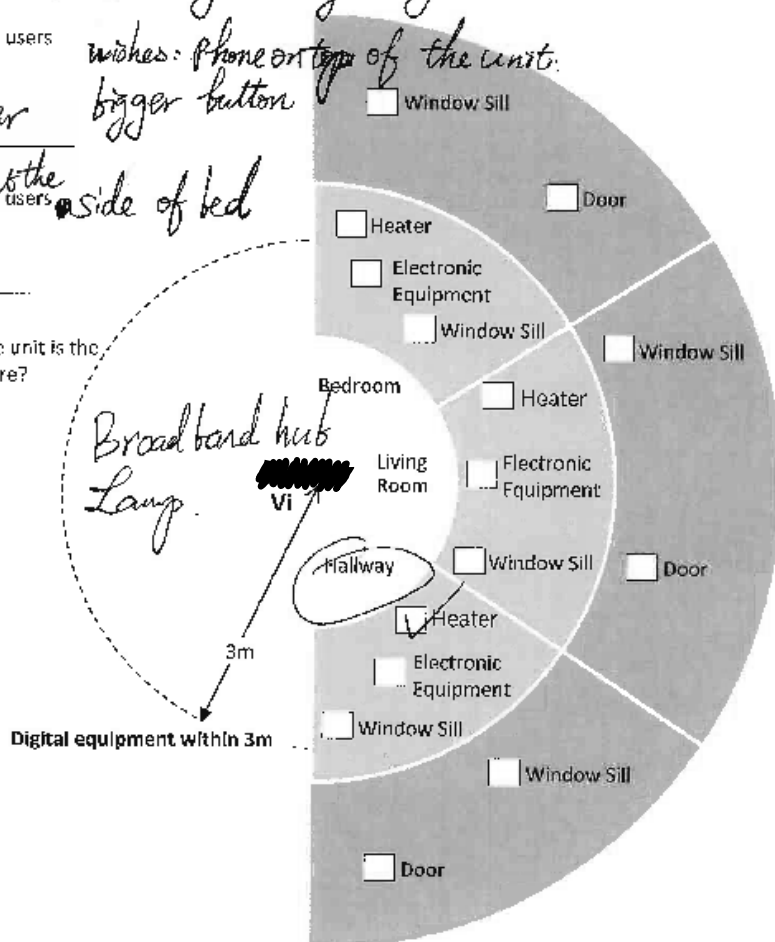 users
wishes: Phone on top of the unit.
bigger button
Window Sill
users
side of bed
Door
Heater
Electronic
Equipment
Window Sill
Window Sill
e unit is the
re?
Bedroom
Heater
Broadband hub
Living
Room
Electronic
Equipment
Lamp.
Vi
Window Sill
Door
Hallway
Heater
3m
Electronic
Equipment
Window Sill
Digital equipment within 3m
Window Sill
Door